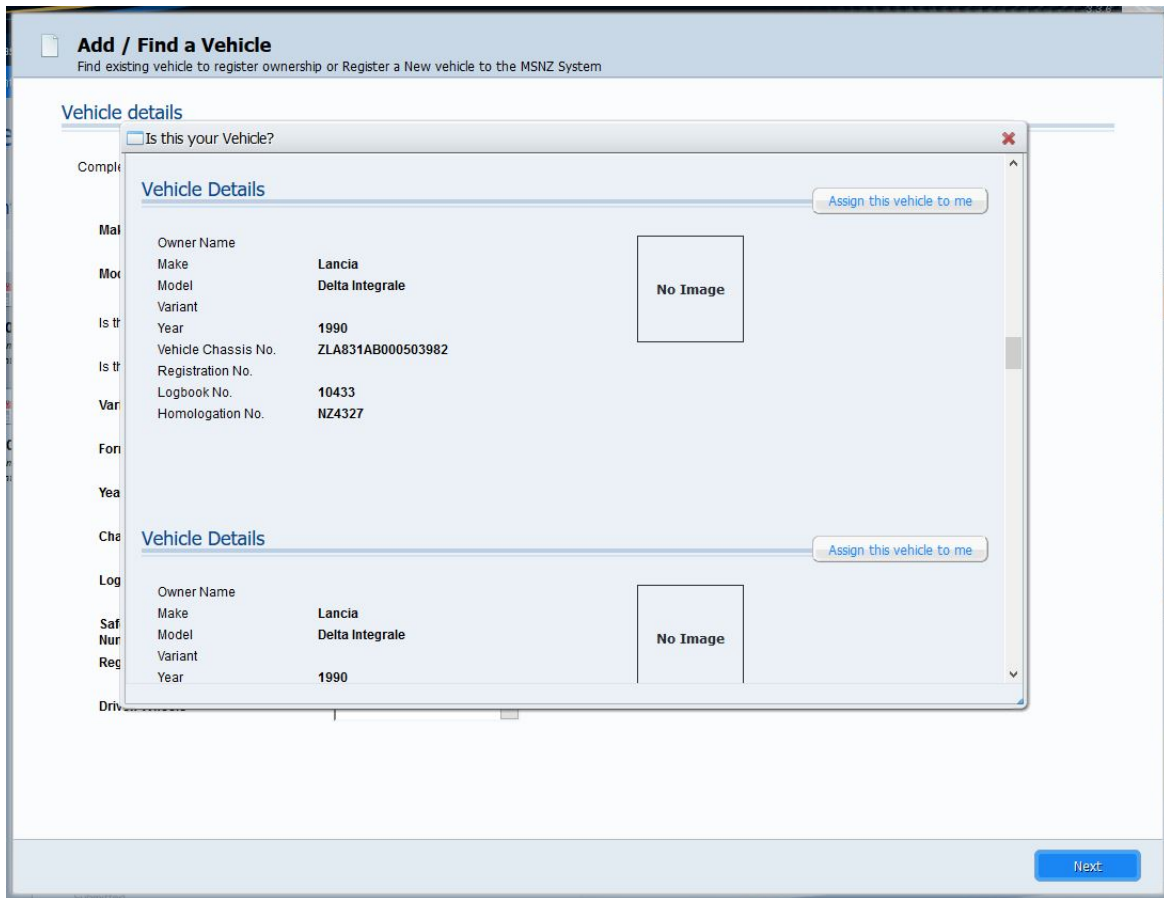 3.3.6
Add / Find a Vehicle
Find existing vehicle to register ownership or Register a New vehicle to the MSNZ System
Vehicle details
Is this your Vehicle?
Vehicle Details
Assign this vehicle to me
Owner Name
Make Lancia
Model Delta Integrale
No Image
Variant
Year 1990
Vehicle Chassis No. ZLA831AB000503982
Registration No.
Logbook No. 10433
Homologation No. NZ4327
Vehicle Details
Assign this vehicle to me
Owner Name
Make Lancia
Model Delta Integrale
No Image
Variant
Year 1990
Next